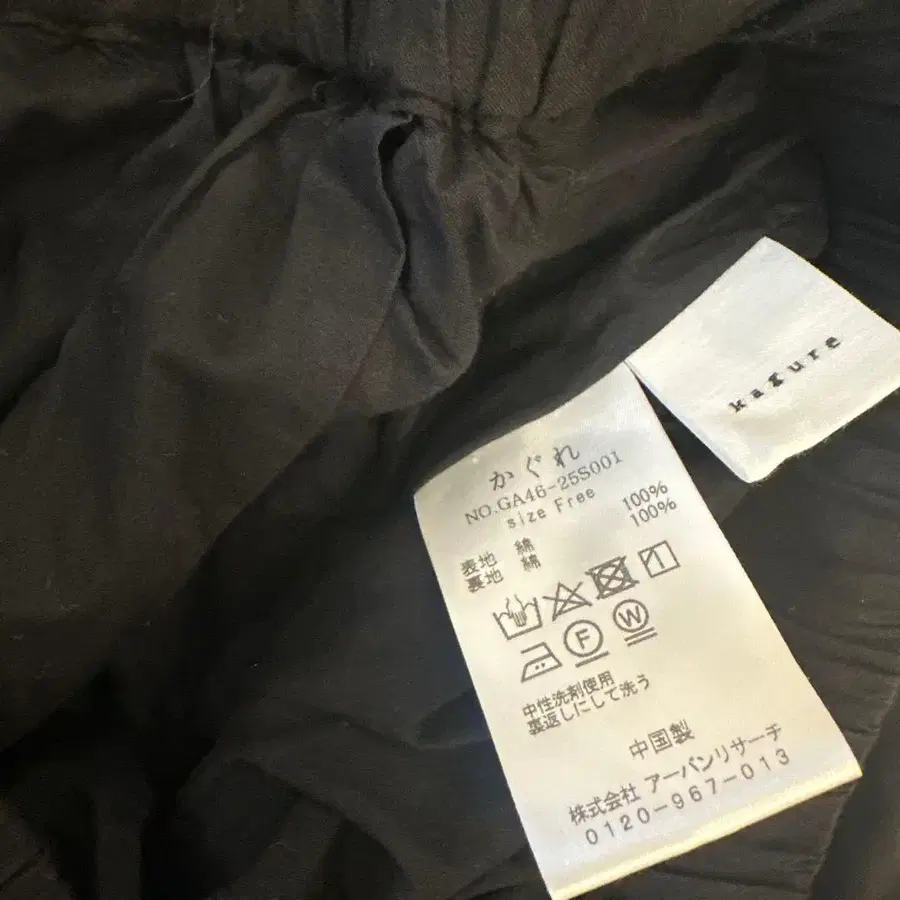 kagure
かぐれ
NO.GA46-25S001
size Free
表地 綿 100%
裏地 綿 100%
F W
中性洗剤使用
裏返しにして洗う
中国製
株式会社 アーバンリサーチ
0120-967-013